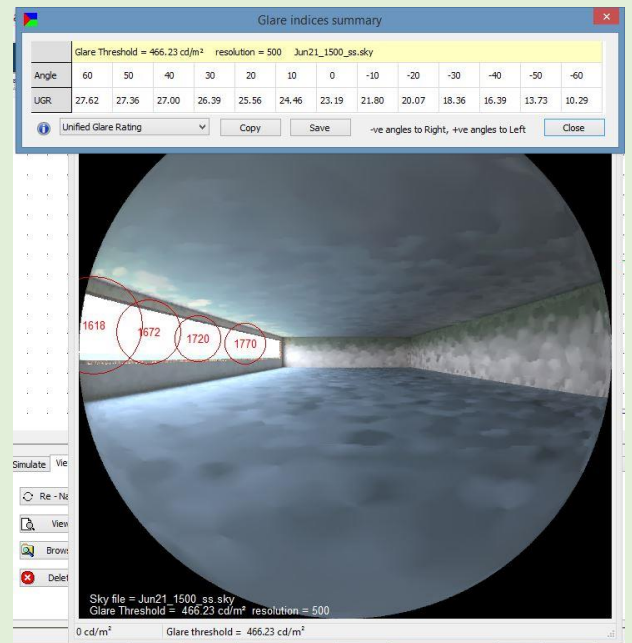 Glare indices summary
Glare Threshold = 466.23 cd/m² resolution = 500 Jun21_1500_ss.sky
Angle 60 50 40 30 20 10 0 -10 -20 -30 -40 -50 -60
UGR 27.62 27.36 27.00 26.39 25.56 24.46 23.19 21.80 20.07 18.36 16.39 13.73 10.29
Unified Glare Rating Copy Save -ve angles to Right, +ve angles to Left Close
1618 1672 1720 1770
Simulate Vie
Re - Na
View
Brows
Delet
Sky file = Jun21_1500_ss.sky
Glare Threshold = 466.23 cd/m² resolution = 500
0 cd/m² Glare threshold = 466.23 cd/m²